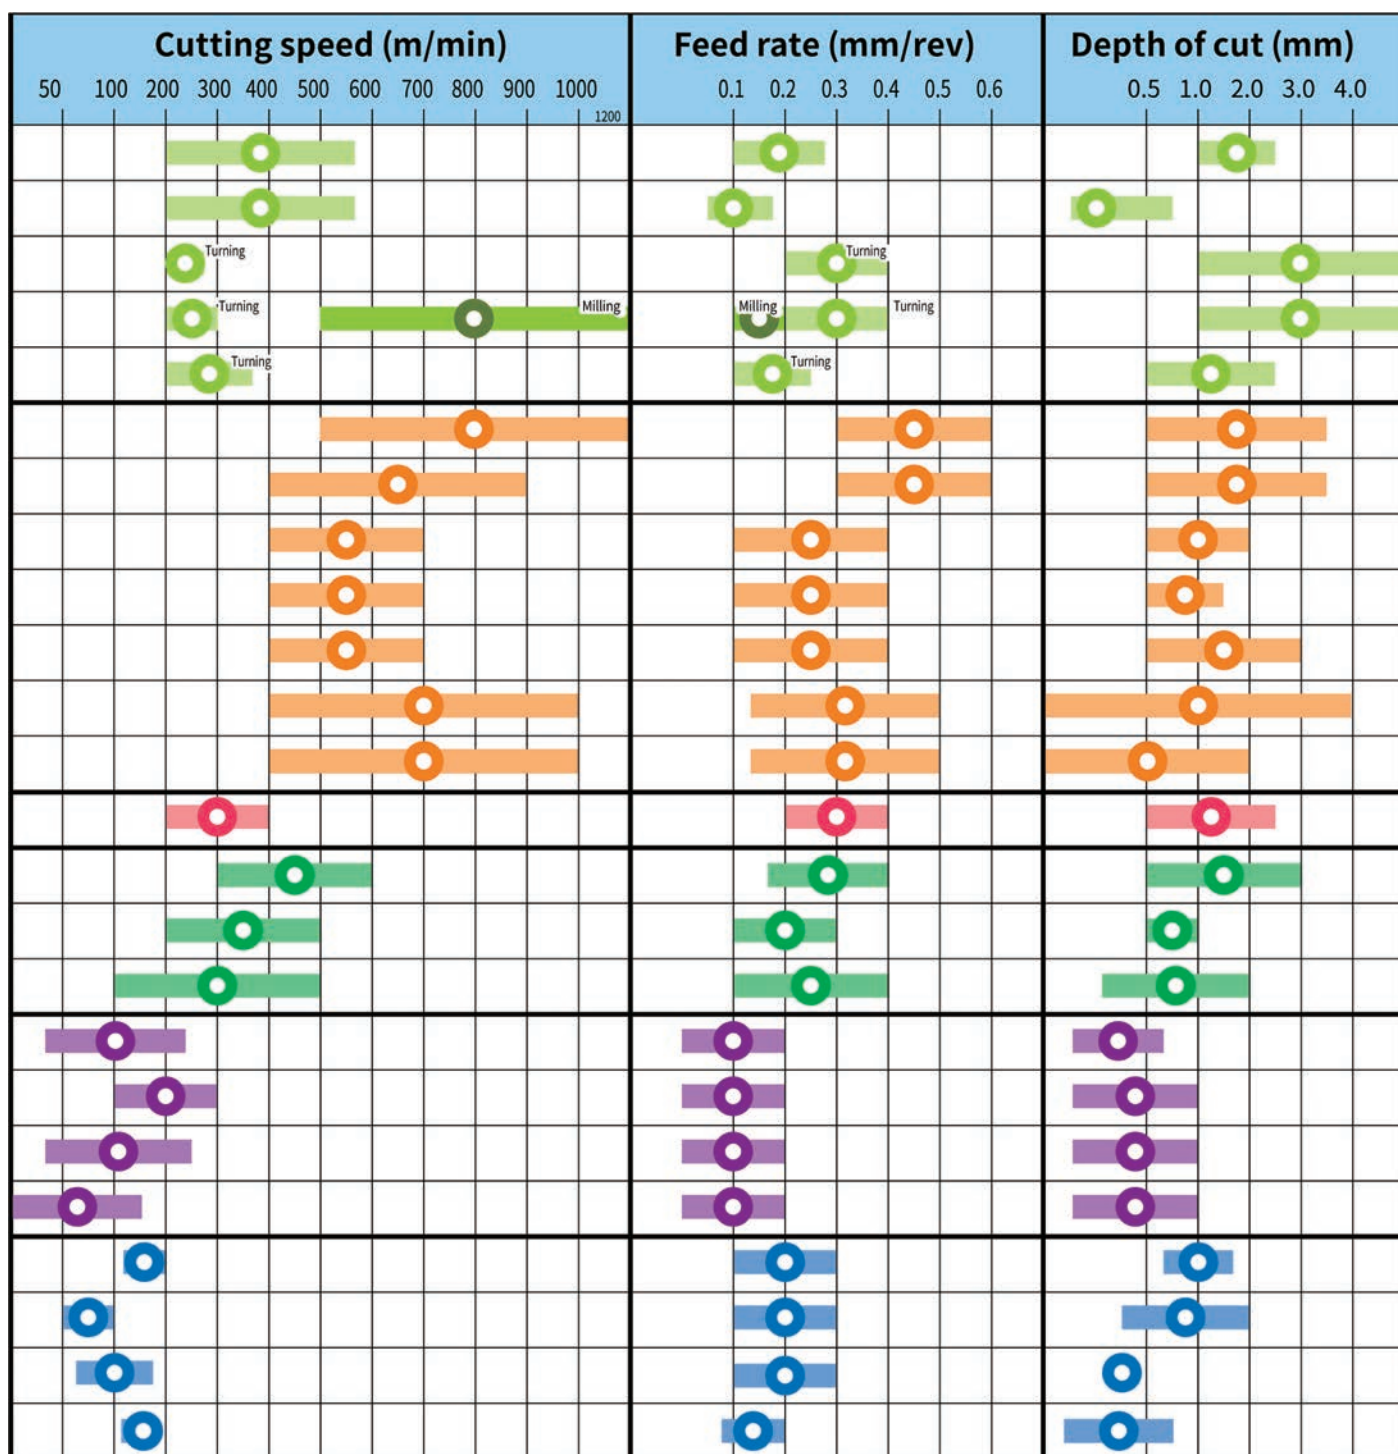 Cutting speed (m/min) Feed rate (mm/rev) Depth of cut (mm)
50 100 200 300 400 500 600 700 800 900 1000 0.1 0.2 0.3 0.4 0.5 0.6 0.5 1.0 2.0 3.0 4.0
1200
Turning Turning
Turning Milling Milling Turning
Turning Turning